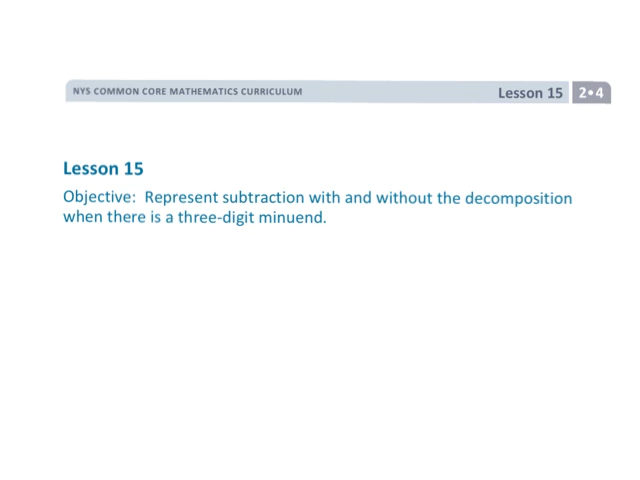 NYS COMMON CORE MATHEMATICS CURRICULUM Lesson 15 2•4
Lesson 15
Objective: Represent subtraction with and without the decomposition
when there is a three-digit minuend.